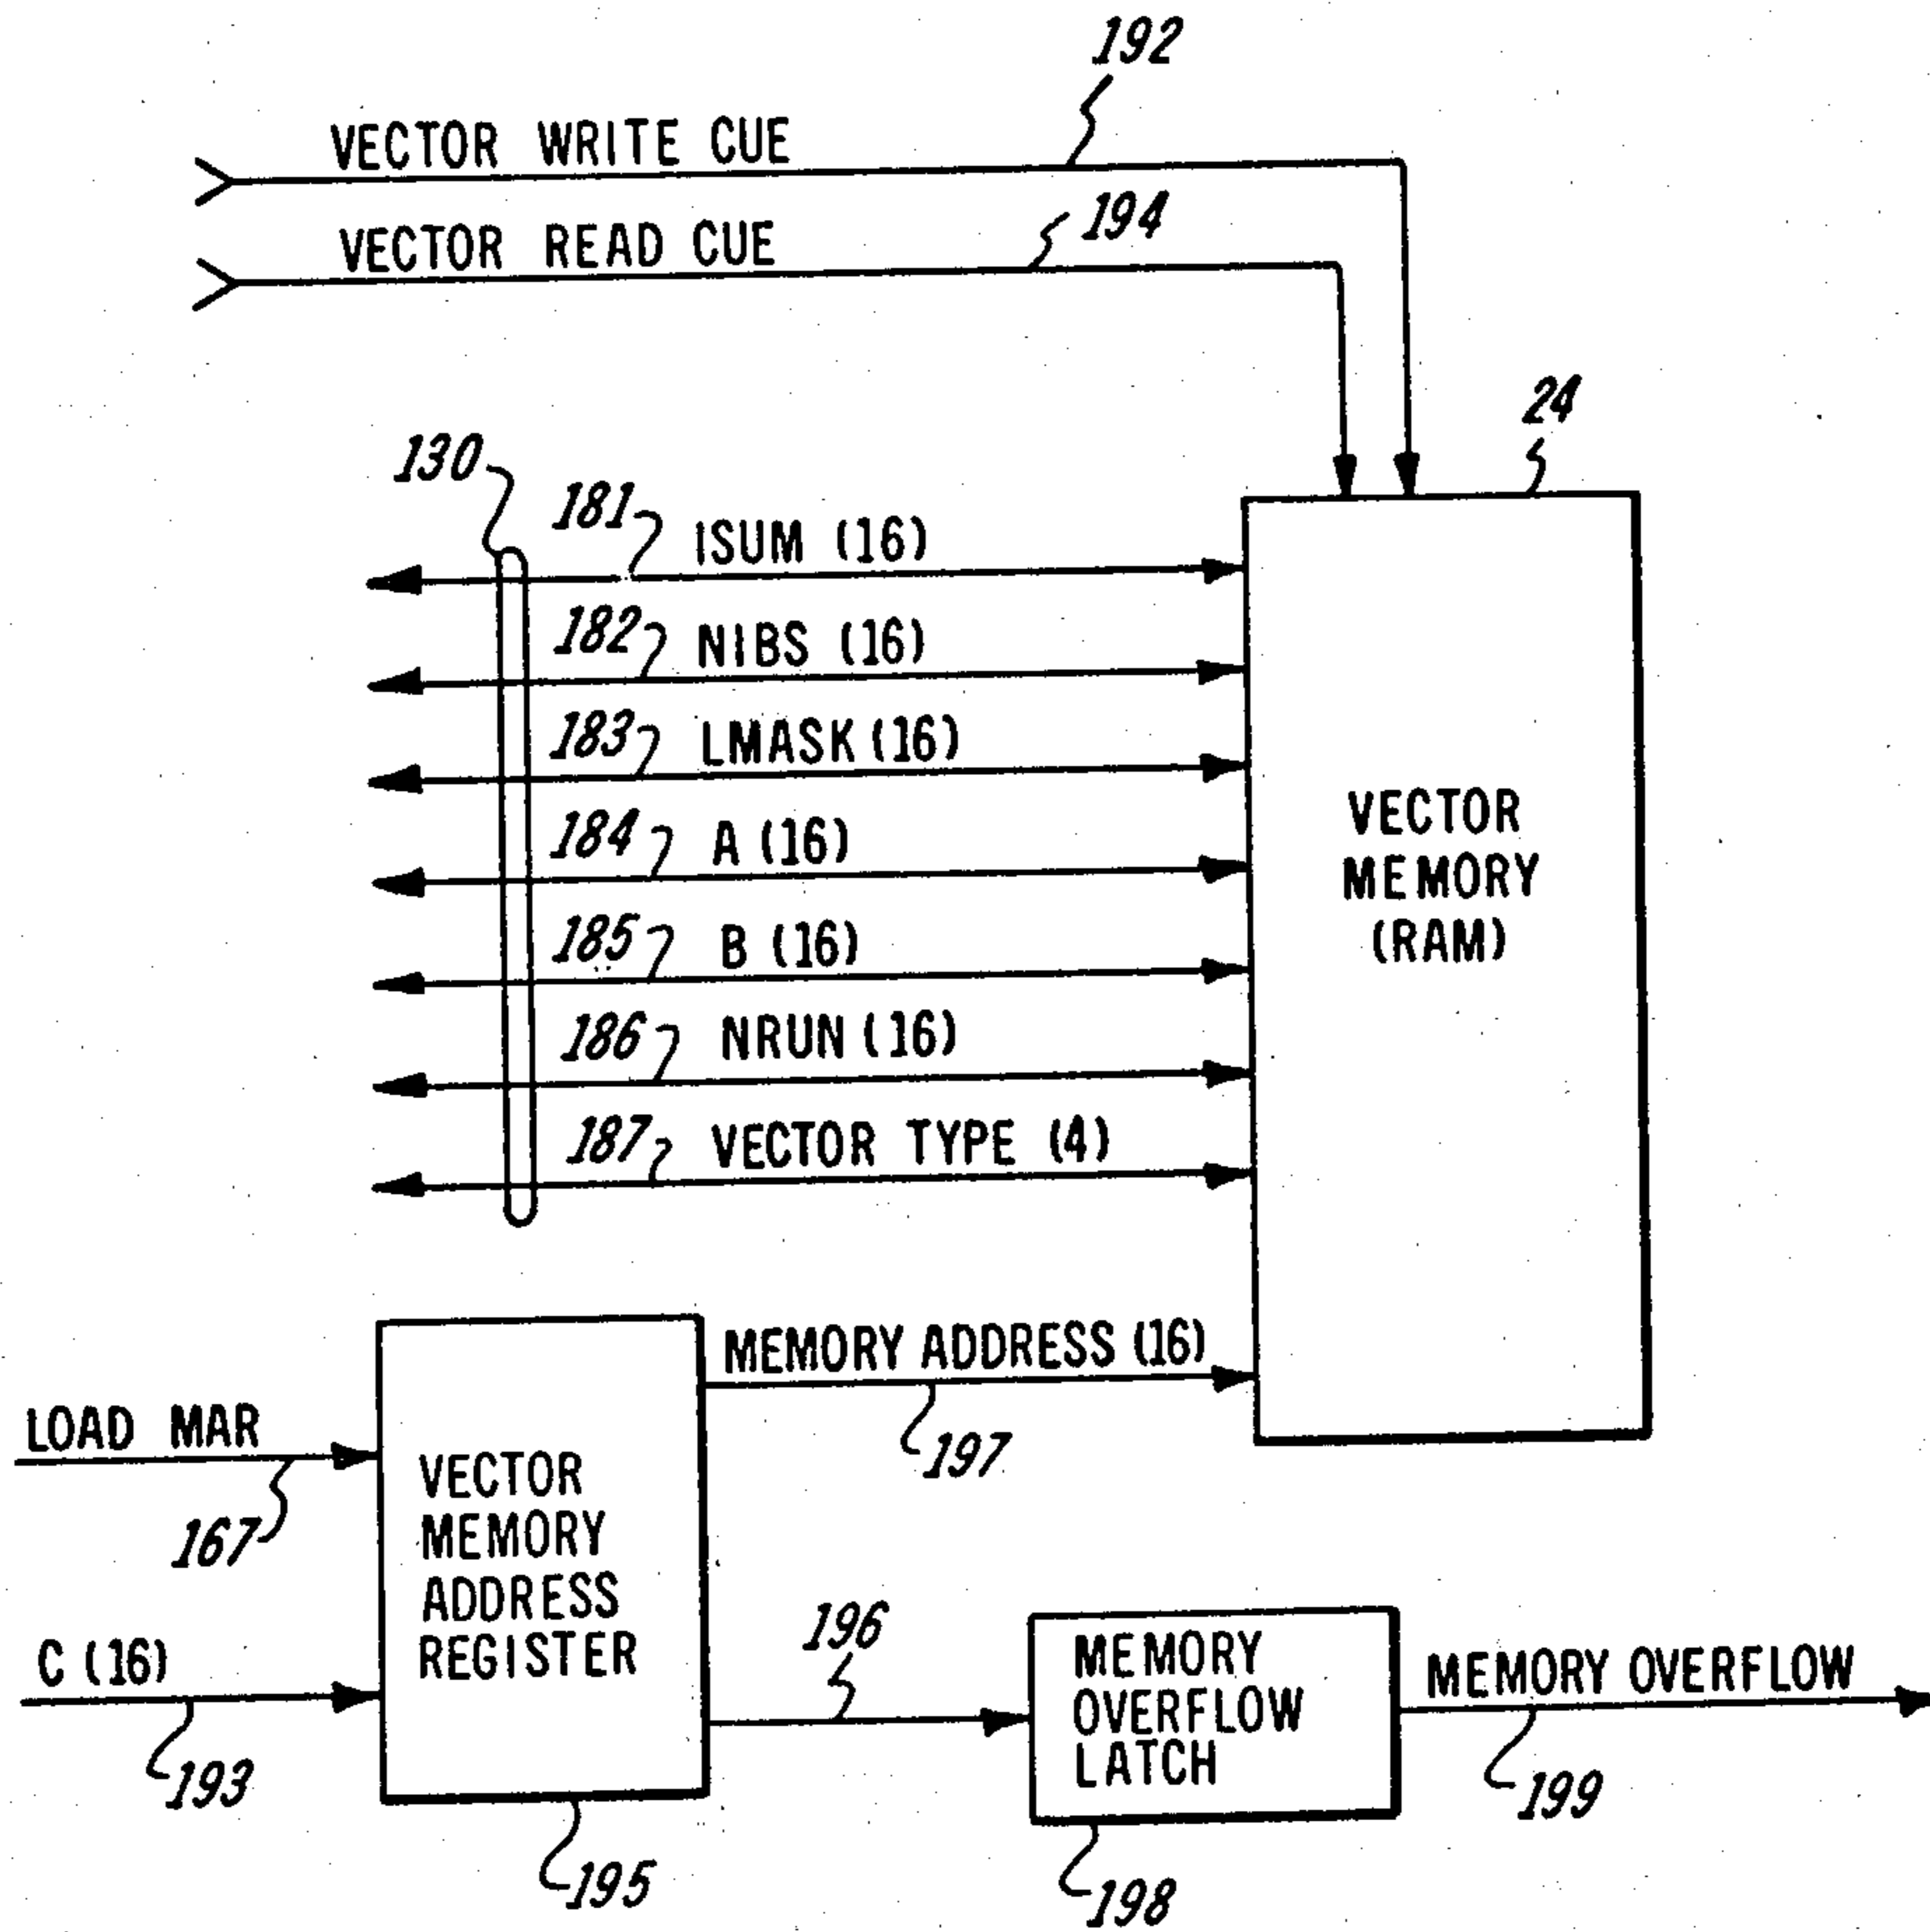 192
VECTOR WRITE CUE
194
VECTOR READ CUE
24
130
181
ISUM (16)
182
NIBS (16)
183
LMASK (16)
184
A (16)
185
B (16)
186
NRUN (16)
187
VECTOR TYPE (4)
VECTOR
MEMORY
(RAM)
MEMORY ADDRESS (16)
197
LOAD MAR
167
VECTOR
MEMORY
ADDRESS
REGISTER
C (16)
193
195
196
MEMORY
OVERFLOW
LATCH
198
MEMORY OVERFLOW
199